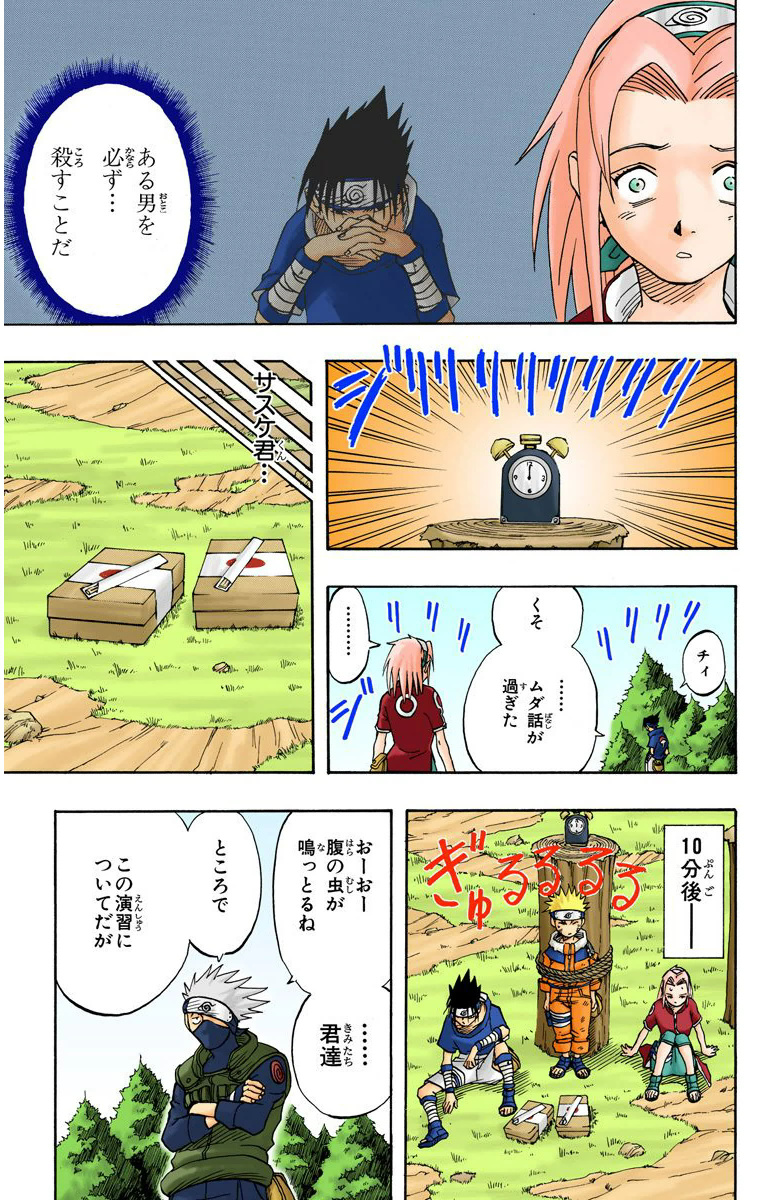 ある男を
必ず…
殺すことだ
ジリリリリリリリ
サスケ君…
チィ
リリリリ
くそ
……
ムダ話が
過ぎた
リリリ
ジ
………
10分後──
ぎゅるるるる
おーおー
腹の虫が
鳴っとるね
……
君達
ところで
この演習に
ついてだが